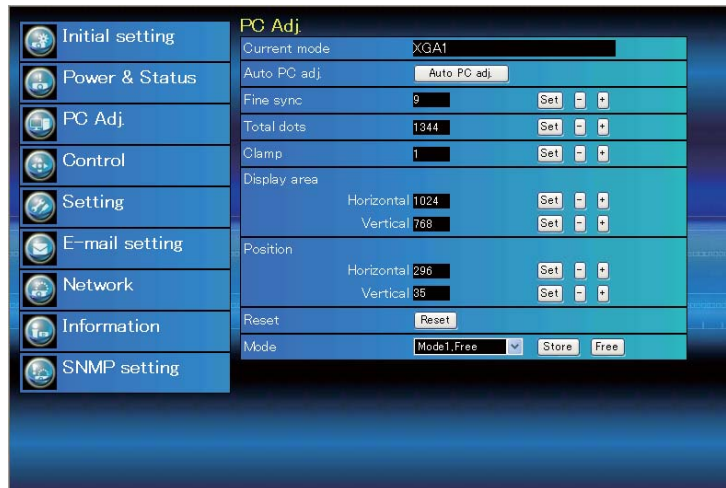 Initial setting
Power & Status
PC Adj.
Control
Setting
E-mail setting
Network
Information
SNMP setting
PC Adj.
Current mode XGA1
Auto PC adj. Auto PC adj.
Fine sync 9 Set - +
Total dots 1344 Set - +
Clamp 1 Set - +
Display area
Horizontal 1024 Set - +
Vertical 768 Set - +
Position
Horizontal 296 Set - +
Vertical 35 Set - +
Reset Reset
Mode Mode1,Free Store Free